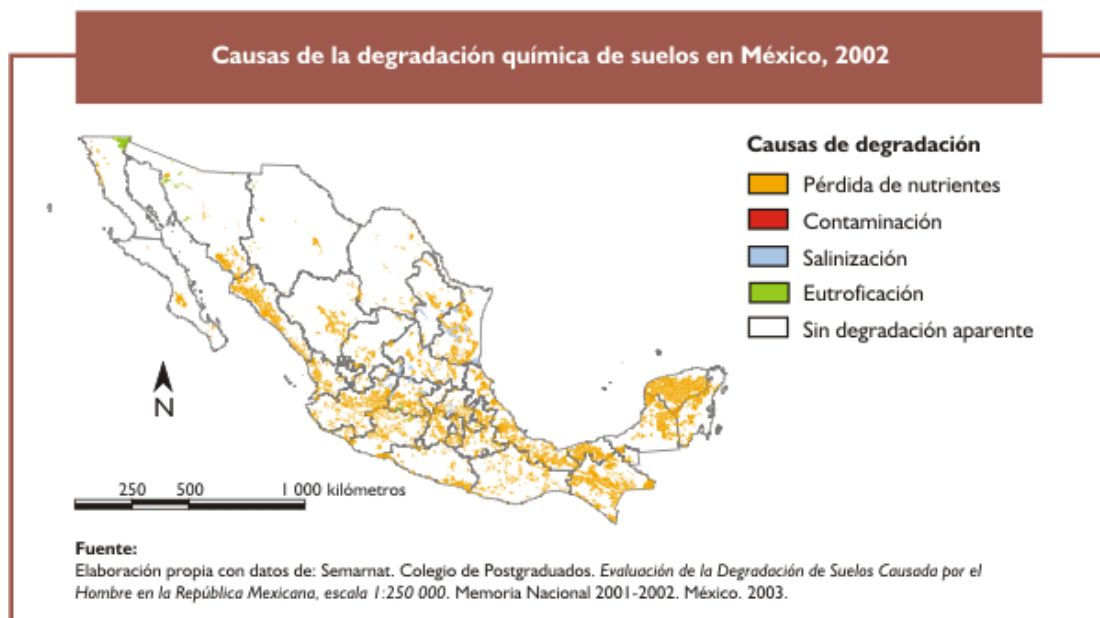 Causas de la degradación química de suelos en México, 2002
Causas de degradación
Pérdida de nutrientes
Contaminación
Salinización
Eutroficación
Sin degradación aparente
N
250 500 1 000 kilómetros
Fuente:
Elaboración propia con datos de: Semarnat. Colegio de Postgraduados. Evaluación de la Degradación de Suelos Causada por el
Hombre en la República Mexicana, escala 1:250 000. Memoria Nacional 2001-2002. México. 2003.